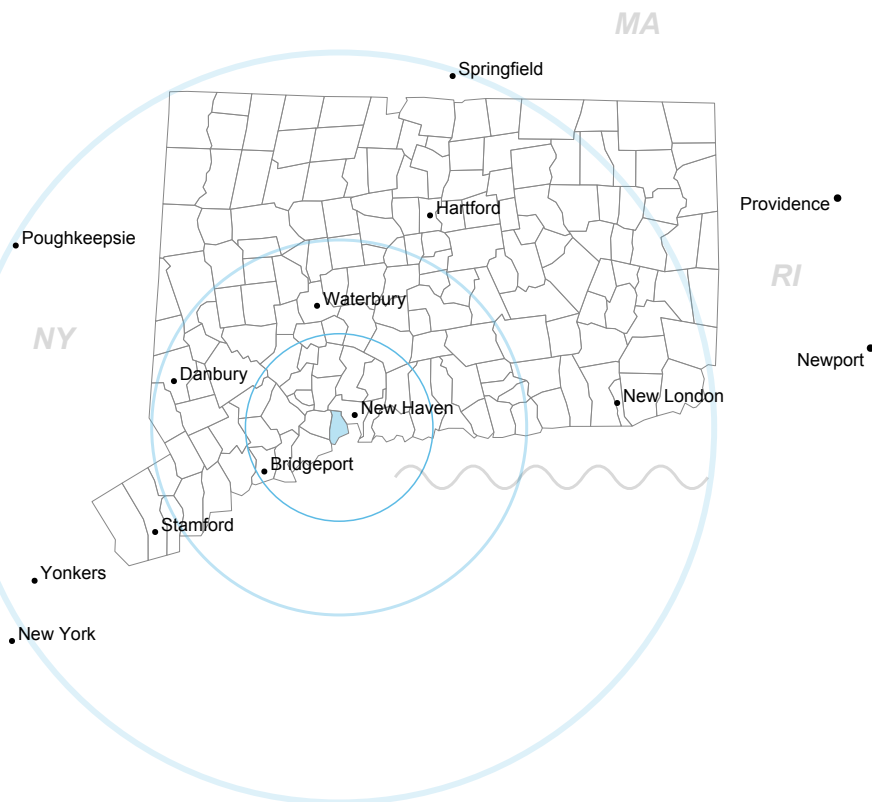 MA
Springfield
Providence
Hartford
Poughkeepsie
RI
Waterbury
NY
Newport
Danbury
New London
New Haven
Bridgeport
Stamford
Yonkers
New York